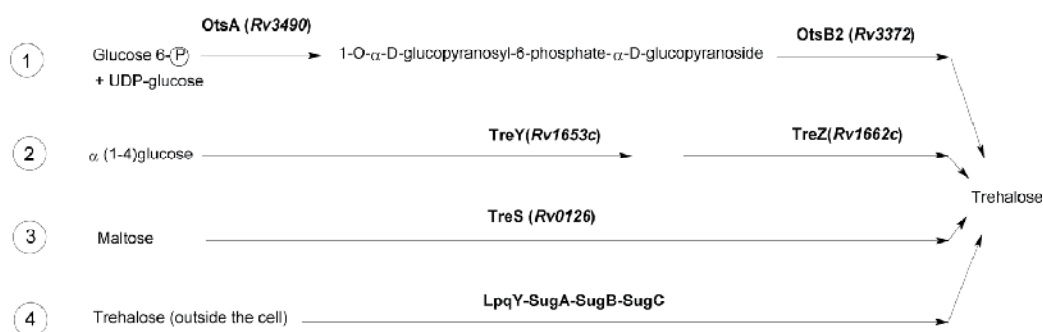 OtsA (Rv3490)
OtsB2 (Rv3372)
1 Glucose 6-P 1-O-α-D-glucopyranosyl-6-phosphate-α-D-glucopyranoside
+ UDP-glucose
TreY(Rv1653c) TreZ(Rv1662c)
2 α (1-4)glucose
Trehalose
TreS (Rv0126)
3 Maltose
LpqY-SugA-SugB-SugC
4 Trehalose (outside the cell)